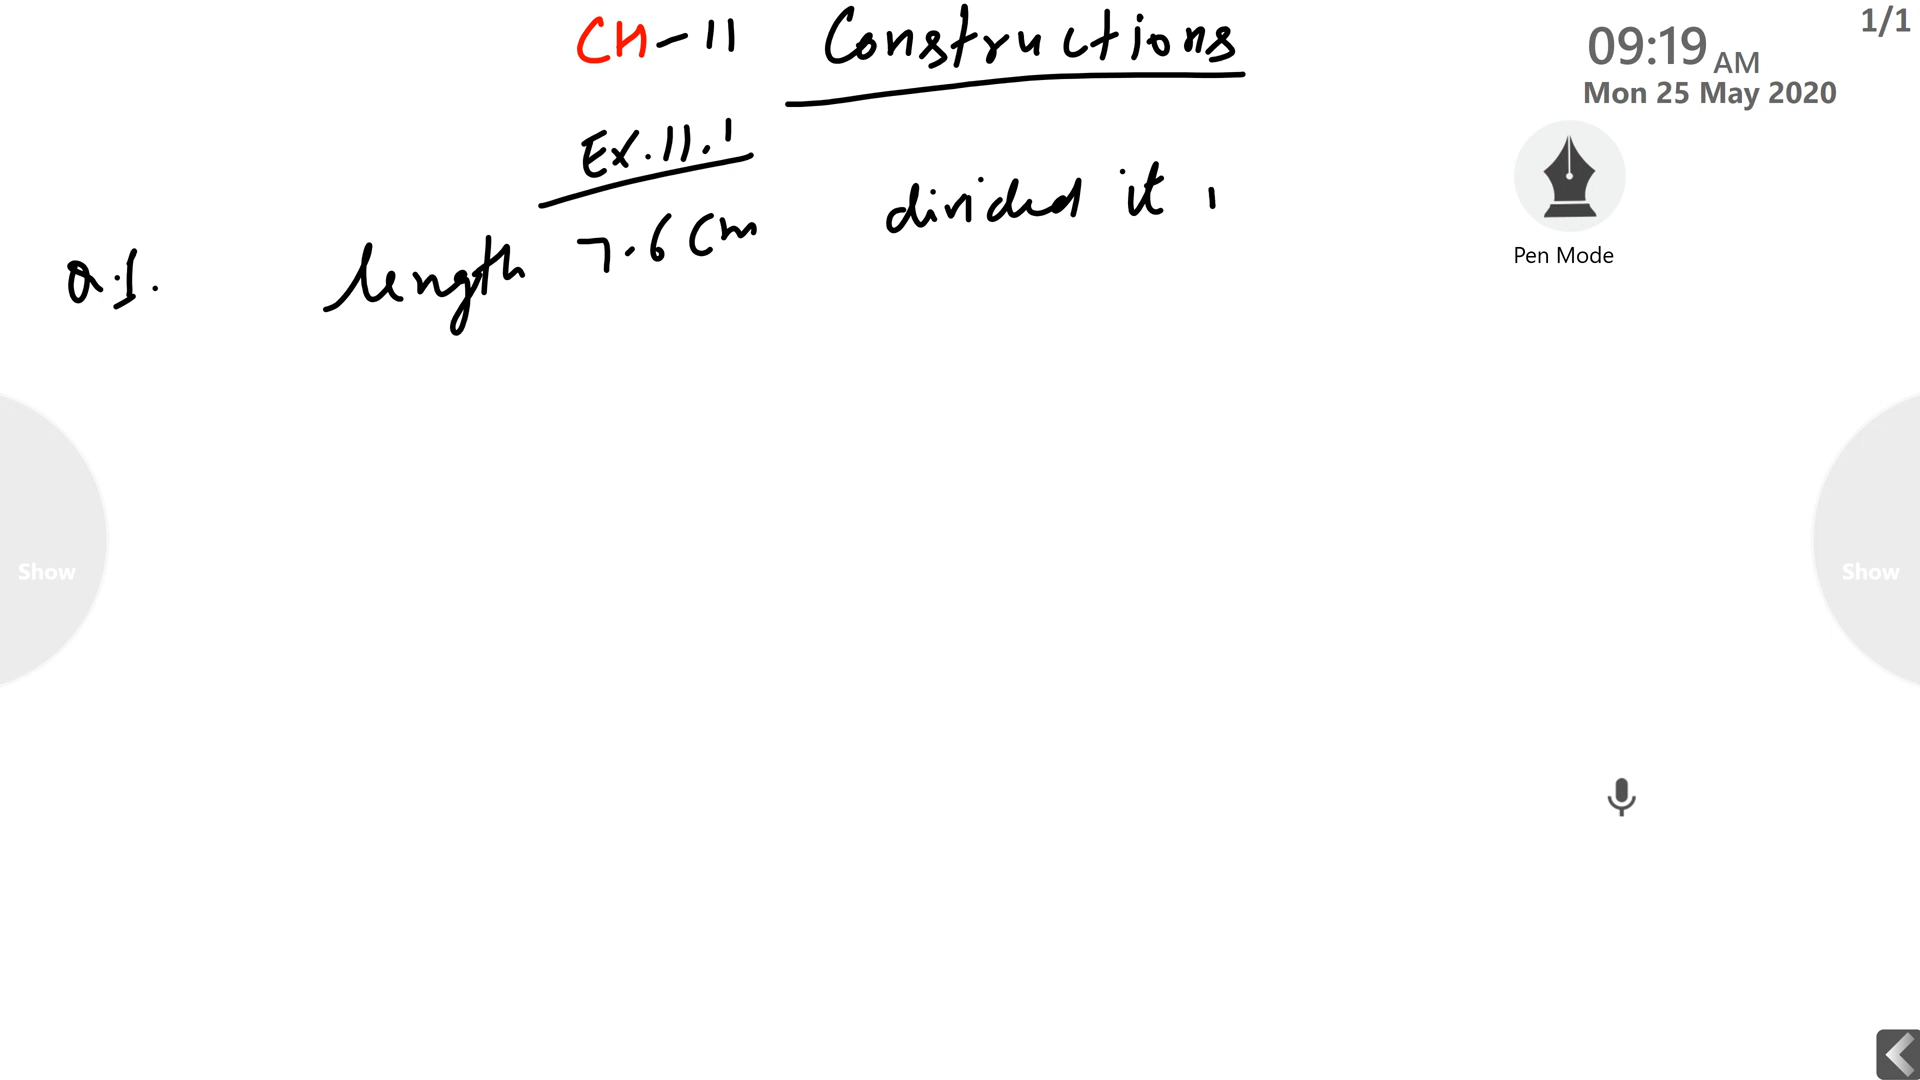 CH-11 Constructions
Ex.11.1
Q.1. length 7.6 Cm divided it
09:19 AM
Mon 25 May 2020
1/1
Pen Mode
Show
Show